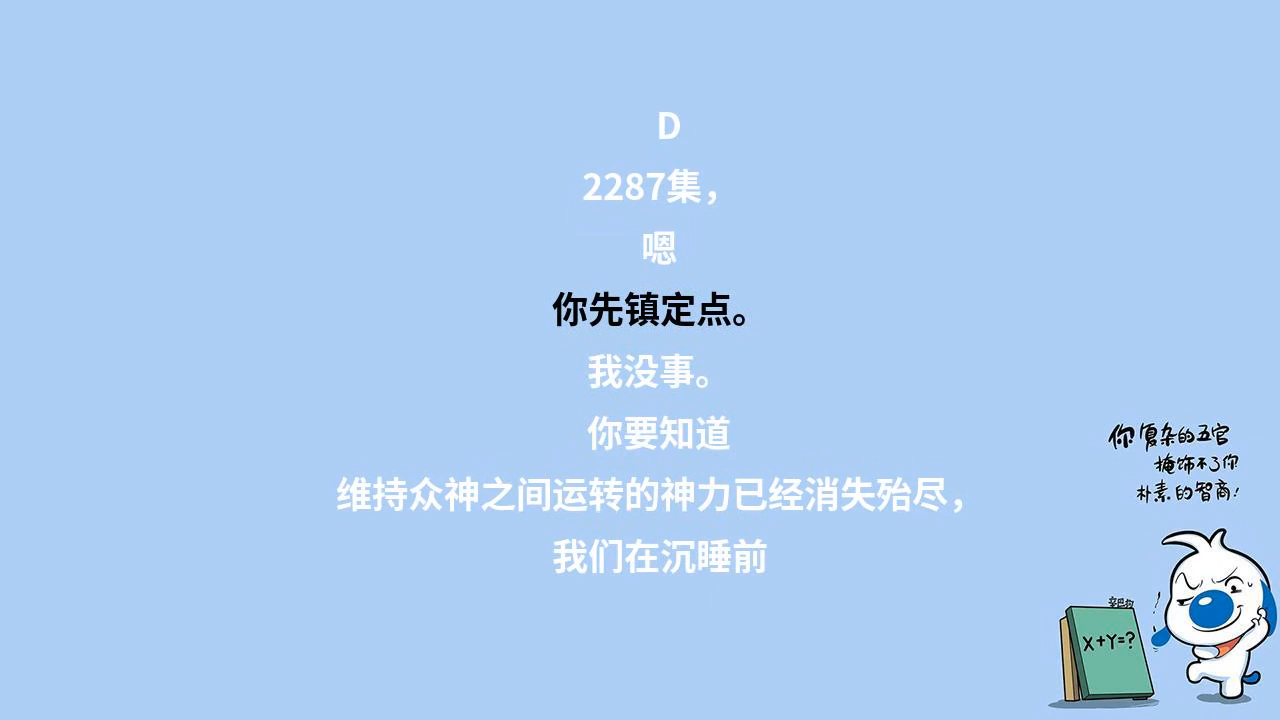 D
2287集，
嗯
你先镇定点。
我没事。
你要知道
维持众神之间运转的神力已经消失殆尽，
我们在沉睡前
你复杂的五官
掩饰不了你
朴素的智商！
X+Y=?